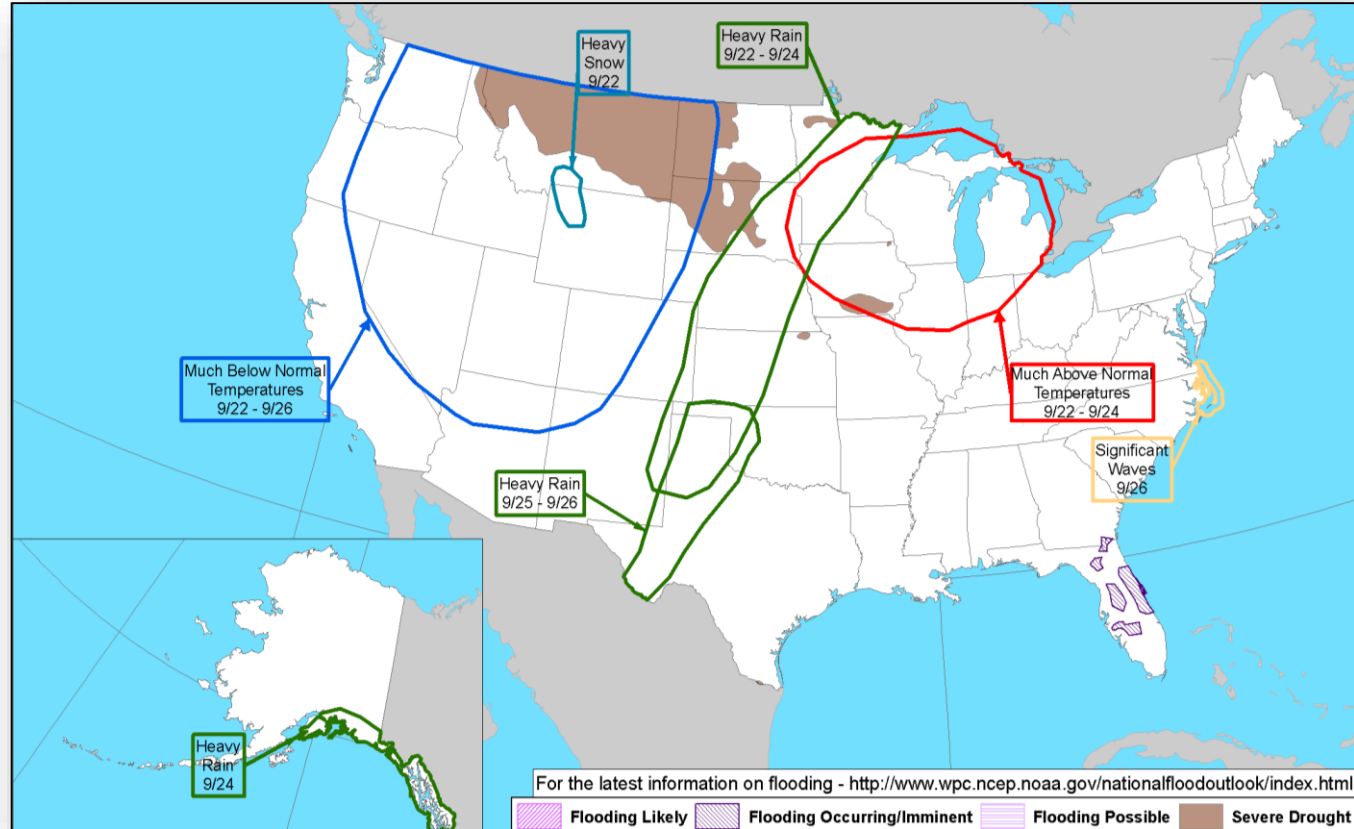 Heavy
Snow
9/22
Heavy Rain
9/22 - 9/24
Much Below Normal
Temperatures
9/22 - 9/26
Much Above Normal
Temperatures
9/22 - 9/24
Significant
Waves
9/26
Heavy Rain
9/25 - 9/26
Heavy
Rain
9/24
For the latest information on flooding - http://www.wpc.ncep.noaa.gov/nationalfloodoutlook/index.html
Flooding Likely Flooding Occurring/Imminent Flooding Possible Severe Drought